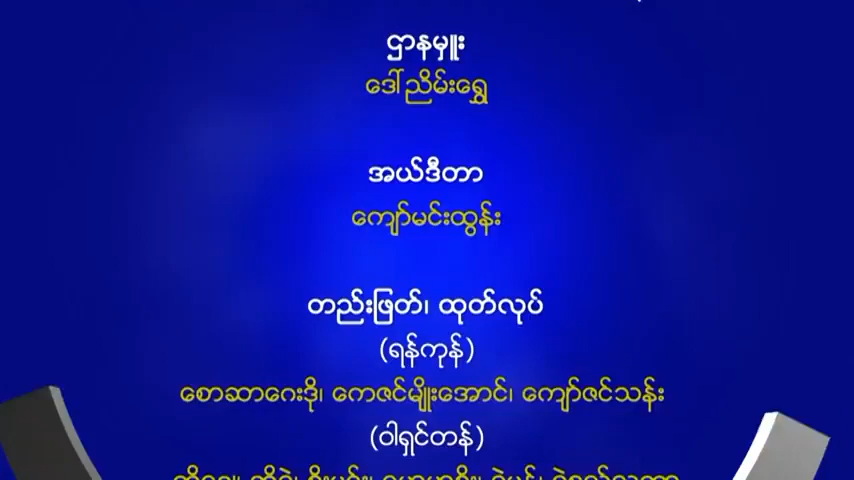 ဌာနမှူး
ဒေါ်ညိမ်းရွှေ
အယ်ဒီတာ
ကျော်မင်းထွန်း
တည်းဖြတ်၊ ထုတ်လုပ်
(ရန်ကုန်)
စောဆာဂေးဒို၊ ကေဇင်မျိုးအောင်၊ ကျော်ဇင်သန်း
(ဝါရှင်တန်)